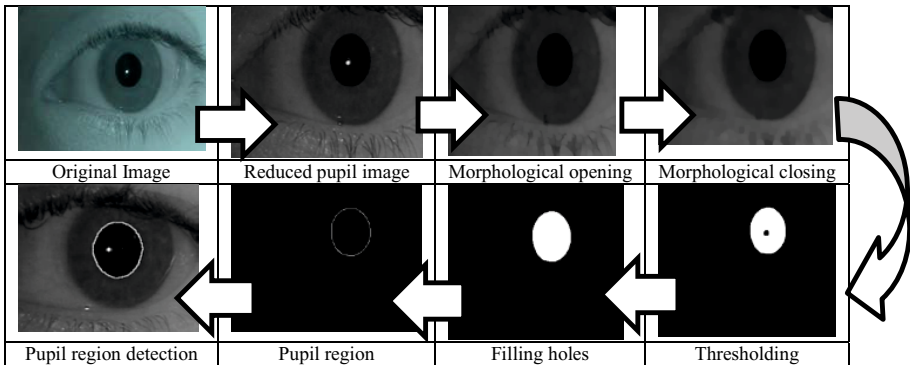 Original Image
Reduced pupil image
Morphological opening
Morphological closing
Pupil region detection
Pupil region
Filling holes
Thresholding